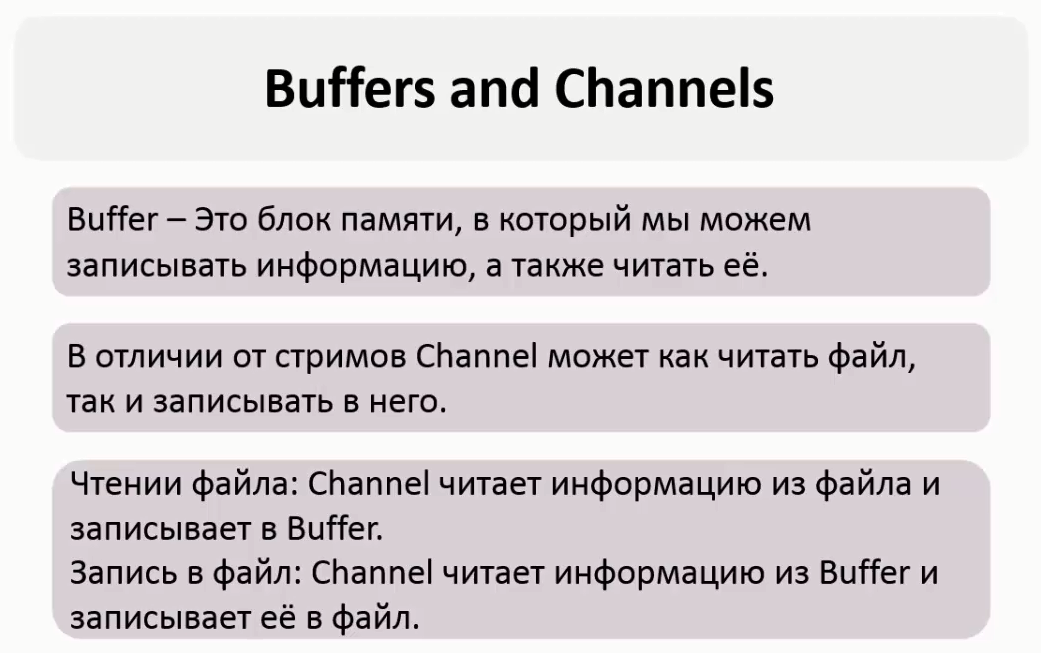 Buffers and Channels
Buffer – Это блок памяти, в который мы можем
записывать информацию, а также читать её.
В отличии от стримов Channel может как читать файл,
так и записывать в него.
Чтении файла: Channel читает информацию из файла и
записывает в Buffer.
Запись в файл: Channel читает информацию из Buffer и
записывает её в файл.